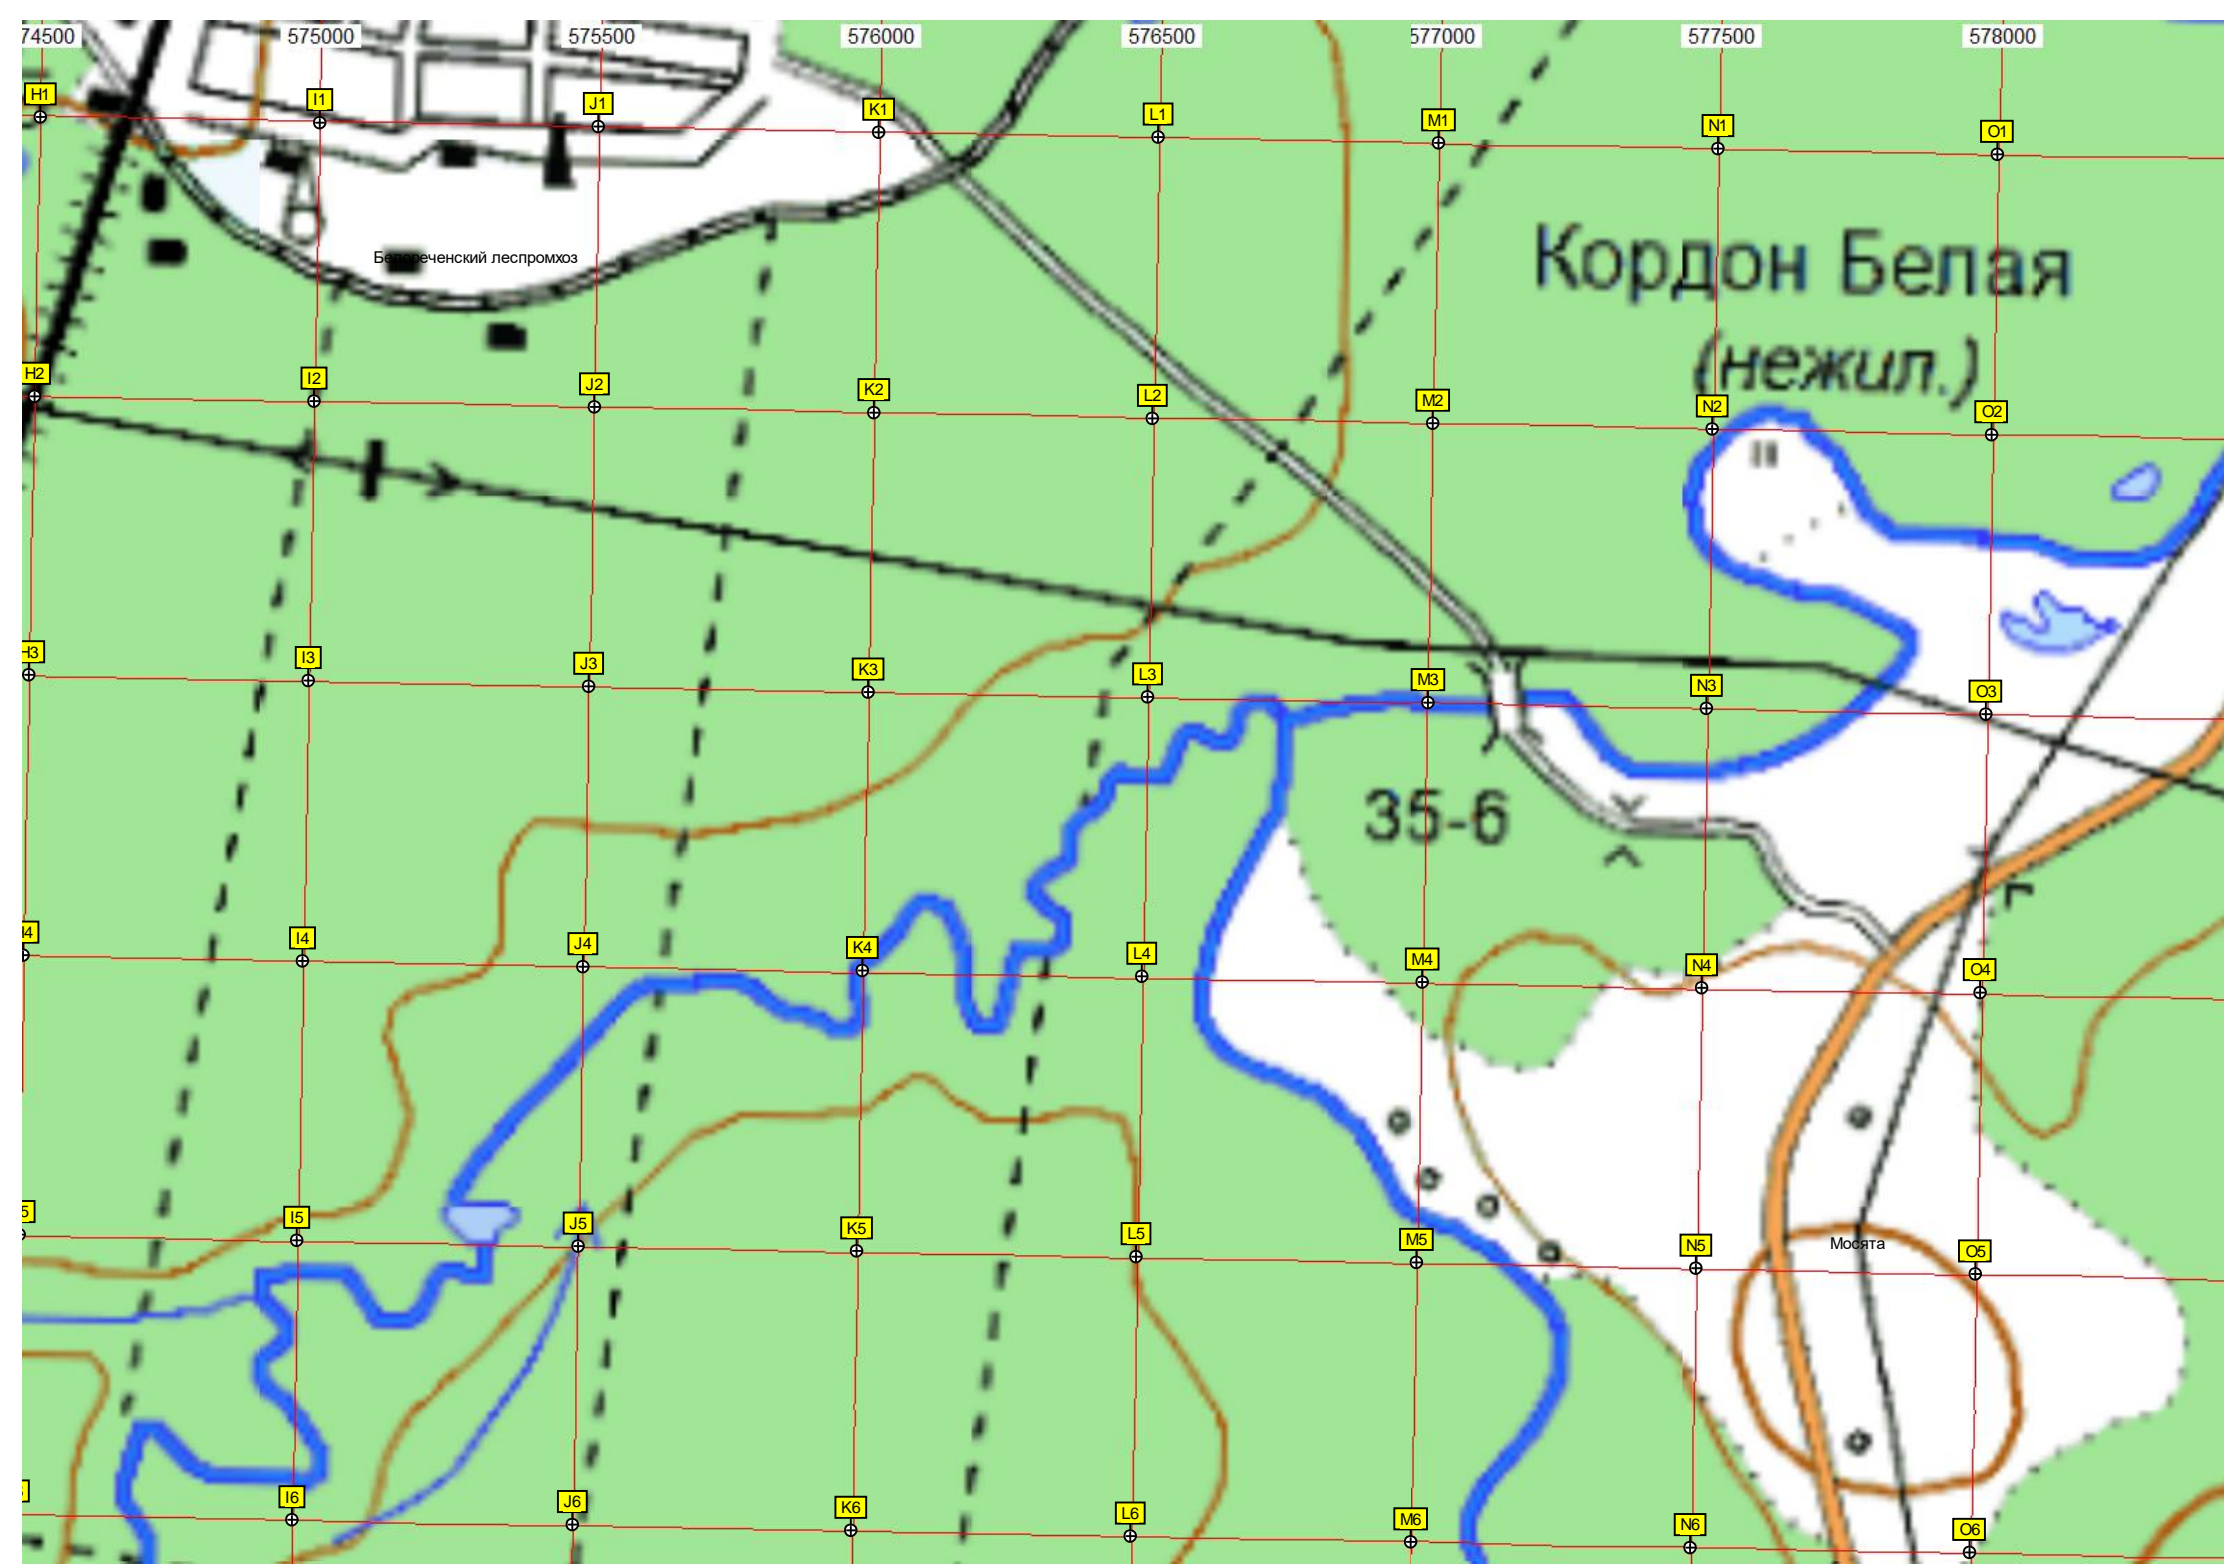 74500 575000 575500 576000 576500 577000 577500 578000
H1 I1 J1 K1 L1 M1 N1 O1
Белореченский леспромхоз
Кордон Белая
(нежил.)
H2 I2 J2 K2 L2 M2 N2 O2
H3 I3 J3 K3 L3 M3 N3 O3
35-6
I4 J4 K4 L4 M4 N4 O4
5 I5 J5 K5 L5 M5 N5 O5
Мосята
I6 J6 K6 L6 M6 N6 O6